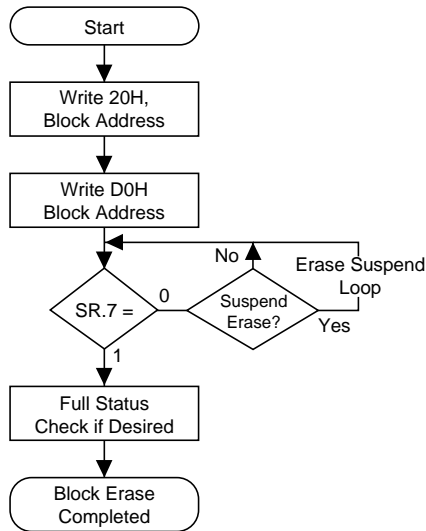 Start
Write 20H,
Block Address
Write D0H
Block Address
No
Erase Suspend
Loop
SR.7 =
0
Suspend
Erase?
Yes
1
Full Status
Check if Desired
Block Erase
Completed